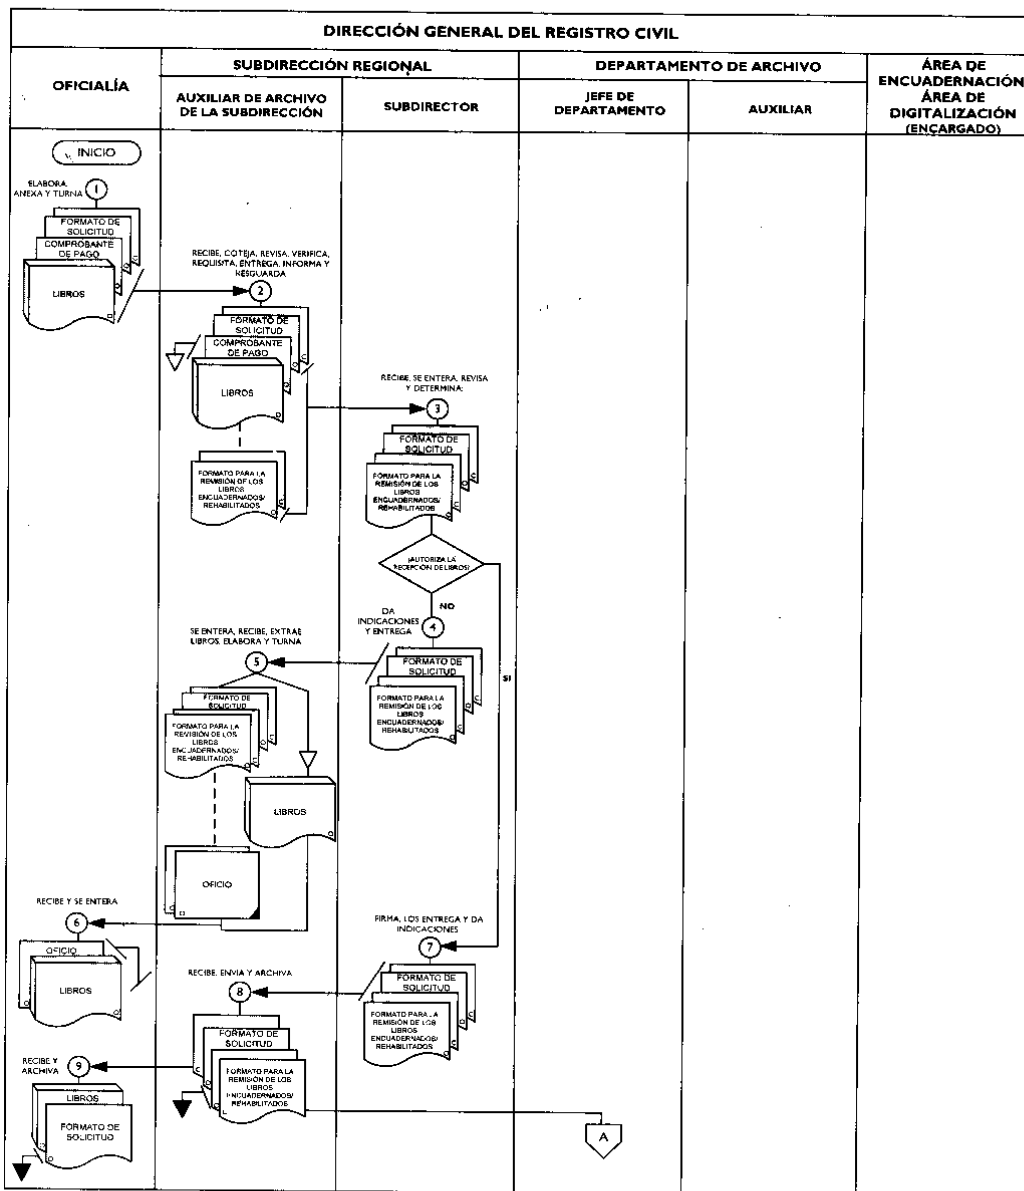 DIRECCIÓN GENERAL DEL REGISTRO CIVIL
OFICIALÍA
SUBDIRECCIÓN REGIONAL
AUXILIAR DE ARCHIVO
DE LA SUBDIRECCIÓN
SUBDIRECTOR
DEPARTAMENTO DE ARCHIVO
JEFE DE
DEPARTAMENTO
AUXILIAR
ÁREA DE
ENCUADERNACIÓN
ÁREA DE
DIGITALIZACIÓN
(ENCARGADO)
INICIO
ELABORA,
ANEXA Y TURNA
1
FORMATO DE
SOLICITUD
COMPROBANTE
DE PAGO
LIBROS
O
RECIBE, COTEJA, REVISA, VERIFICA,
REQUISITA, ENTREGA, INFORMA Y
RESGUARDA
2
FORMATO DE
SOLICITUD
COMPROBANTE
DE PAGO
LIBROS
O
FORMATO PARA LA
REMISIÓN DE LOS
LIBROS
ENCUADERNADOS/
REHABILITADOS
RECIBE, SE ENTERA, REVISA
Y DETERMINA:
3
FORMATO DE
SOLICITUD
FORMATO PARA LA
REMISIÓN DE LOS
LIBROS
ENCUADERNADOS/
REHABILITADOS
¿AUTORIZA LA
RECEPCIÓN DE LIBROS?
NO
SI
DA
INDICACIONES
Y ENTREGA
4
FORMATO DE
SOLICITUD
FORMATO PARA LA
REMISIÓN DE LOS
LIBROS
ENCUADERNADOS/
REHABILITADOS
SE ENTERA, RECIBE, EXTRAE
LIBROS, ELABORA Y TURNA
5
FORMATO DE
SOLICITUD
FORMATO PARA LA
REVISIÓN DE LOS
LIBROS
ENCUADERNADOS/
REHABILITADOS
LIBROS
O
OFICIO
RECIBE Y SE ENTERA
6
OFICIO
LIBROS
O
FIRMA, LOS ENTREGA Y DA
INDICACIONES
7
FORMATO DE
SOLICITUD
FORMATO PARA LA
REMISIÓN DE LOS
LIBROS
ENCUADERNADOS/
REHABILITADOS
RECIBE, ENVIA Y ARCHIVA
8
FORMATO DE
SOLICITUD
FORMATO PARA LA
REMISIÓN DE LOS
LIBROS
ENCUADERNADOS/
REHABILITADOS
RECIBE Y
ARCHIVA
9
LIBROS
FORMATO DE
SOLICITUD
A